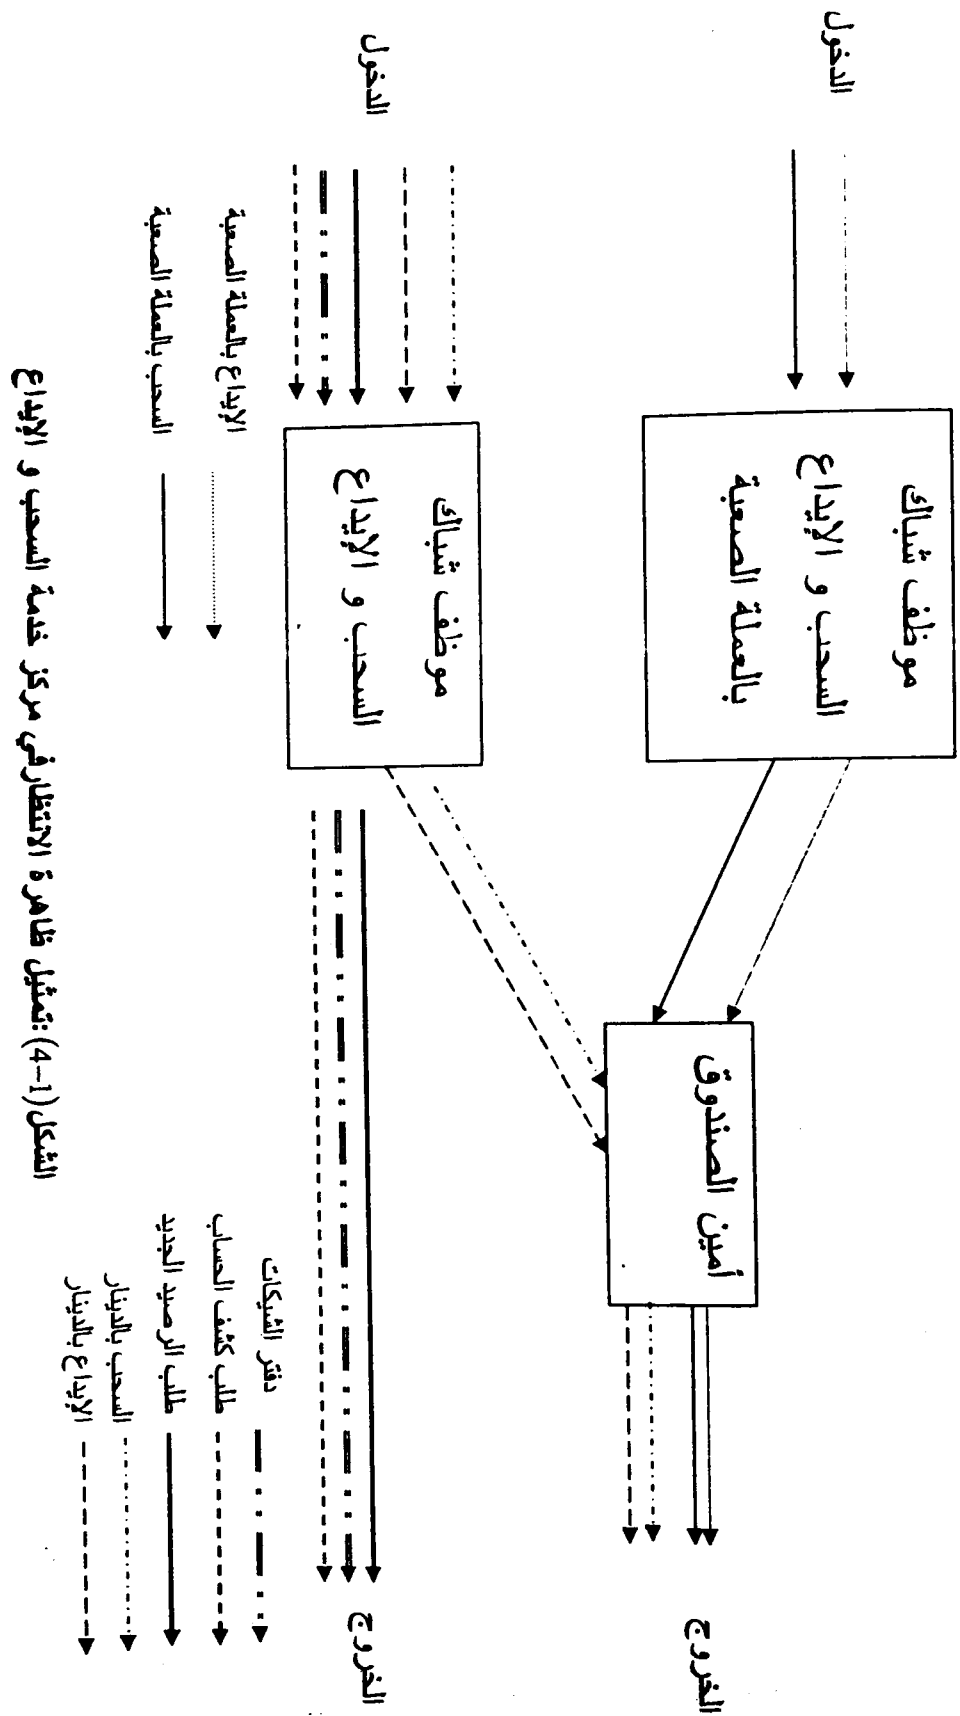 الدخول
موظف شباك
السحب و الإيداع
بالعملة الصعبة
أمين الصندوق
الخروج
الدخول
موظف شباك
السحب و الإيداع
الخروج
الإيداع بالعملة الصعبة
السحب بالعملة الصعبة
دفتر الشيكات
طلب كشف الحساب
طلب الرصيد الجديد
السحب بالدينار
الإيداع بالدينار
الشكل(4-1):تمثيل ظاهرة الانتظار في مركز خدمة السحب و الإيداع